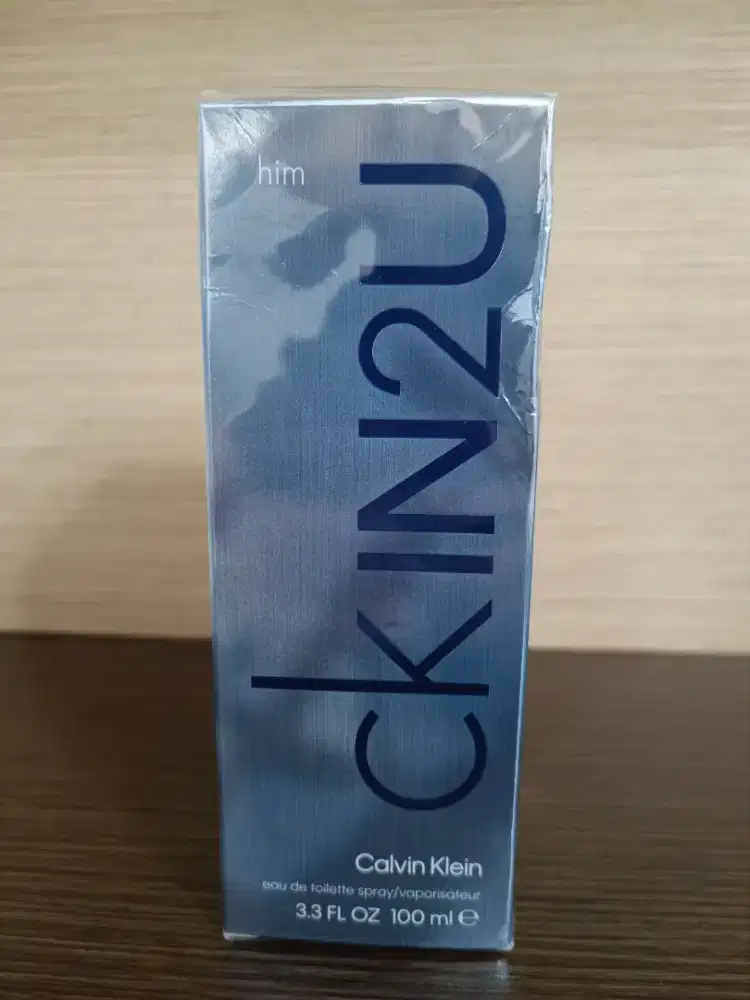 him
ckIN2U
Calvin Klein
eau de toilette spray/vaporisateur
3.3 FL OZ 100 ml ℮